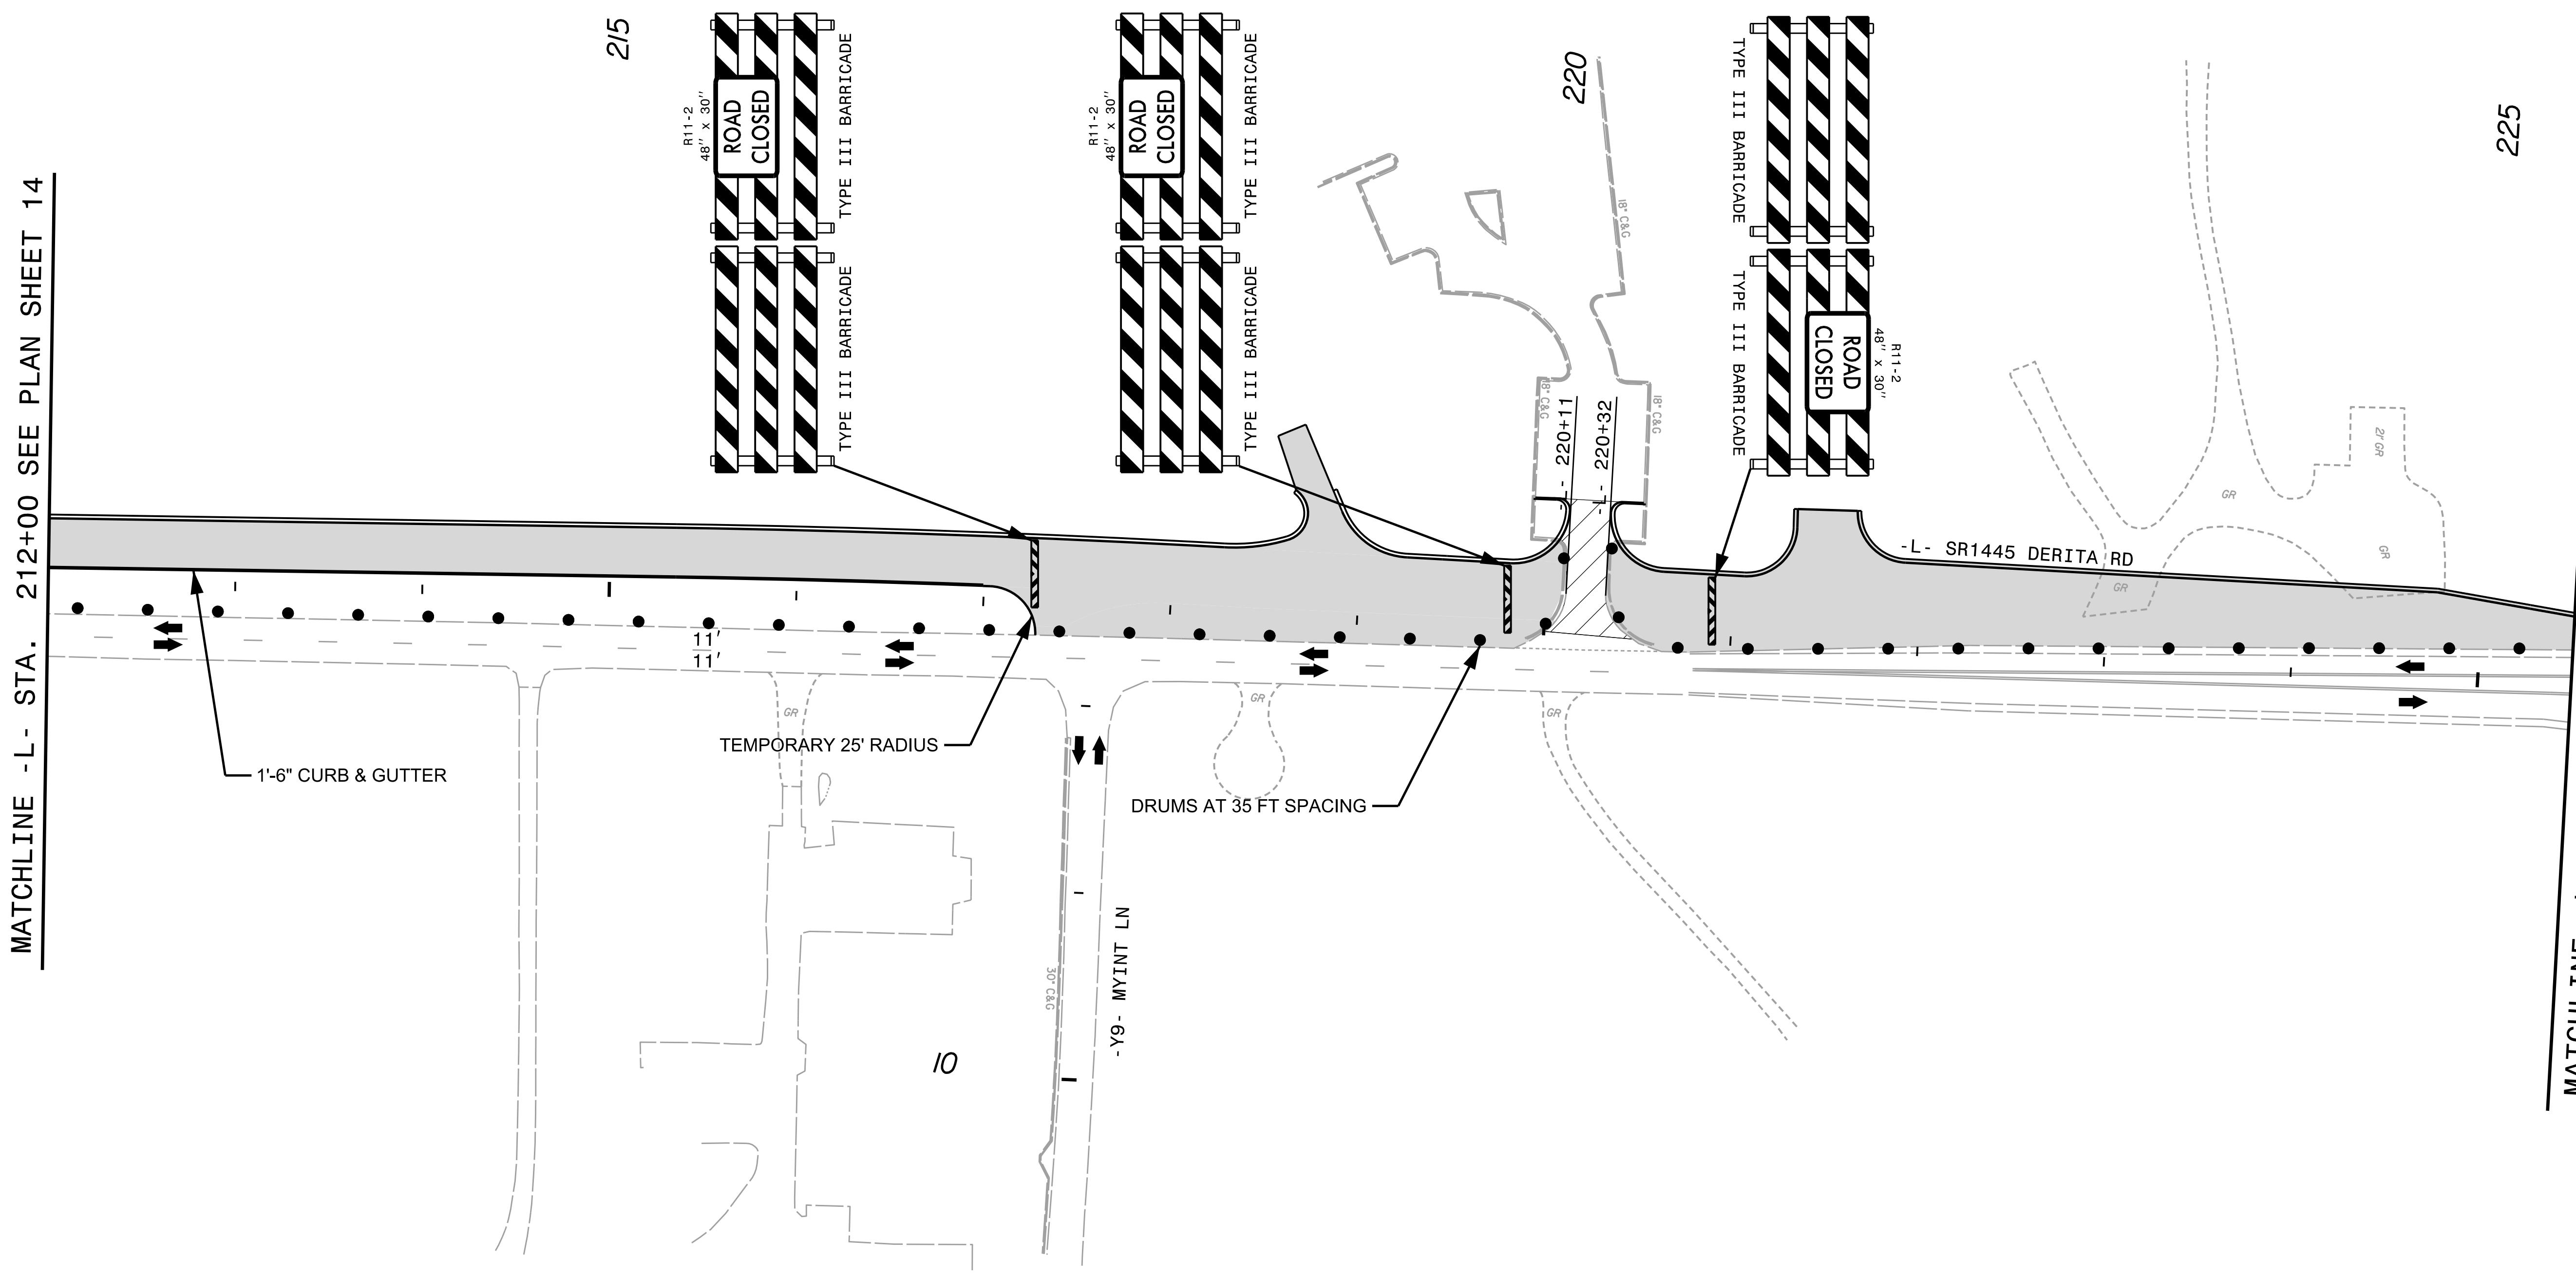 MATCHLINE -L- STA. 212+00 SEE PLAN SHEET 14
215
R11-2
48" x 30"
ROAD
CLOSED
TYPE III BARRICADE
TYPE III BARRICADE
R11-2
48" x 30"
ROAD
CLOSED
TYPE III BARRICADE
TYPE III BARRICADE
220
18" C&G
TYPE III BARRICADE
TYPE III BARRICADE
ROAD
CLOSED
R11-2
48" x 30"
225
18" C&G
-L- 220+11
-L- 220+32
18" C&G
GR
GR
GR
-L- SR1445 DERITA RD
11'
11'
GR
GR
GR
TEMPORARY 25' RADIUS
1'-6" CURB & GUTTER
DRUMS AT 35 FT SPACING
30" C&G
-Y9- MYINT LN
10